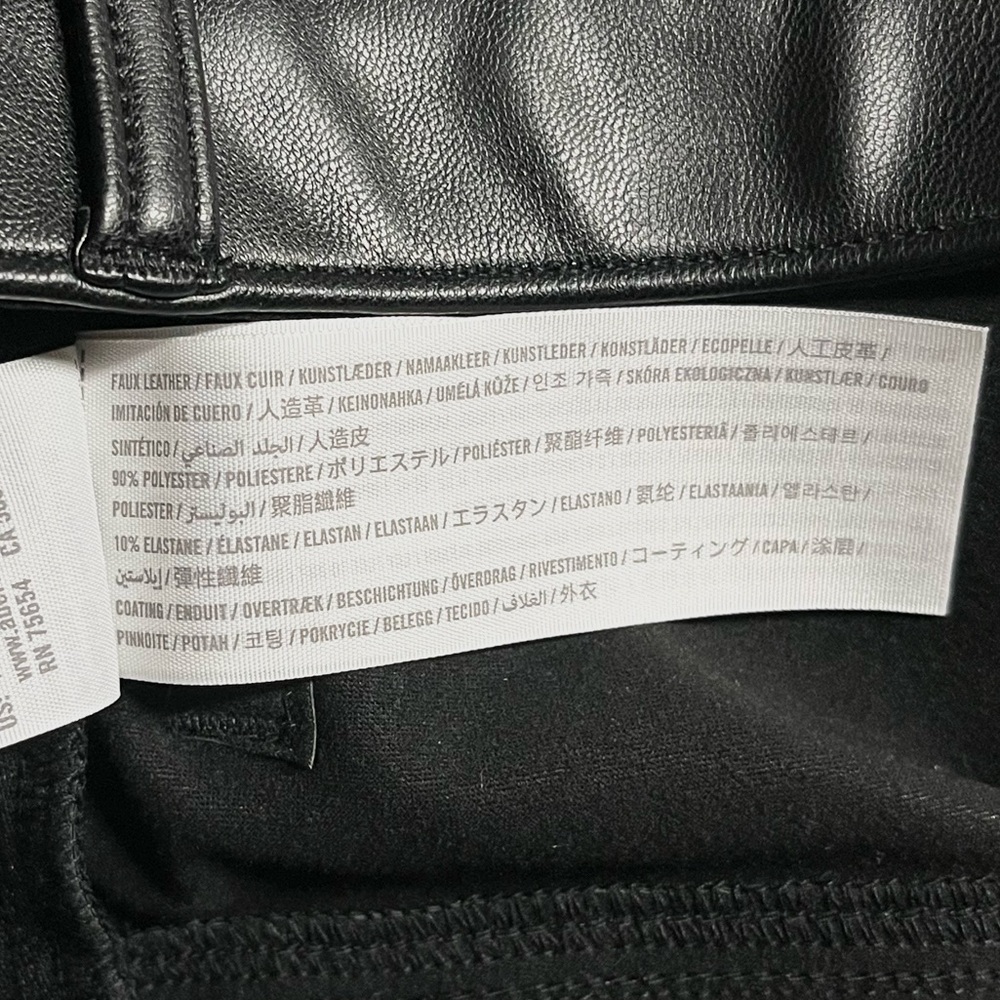 FAUX LEATHER / FAUX CUIR / KUNSTLÆDER / NAMAAKLEER / KUNSTLEDER / KONSTLÄDER / ECOPELLE / 人工皮革 /
IMITACIÓN DE CUERO / 人造革 / KEINONAHKA / UMĚLÁ KŮŽE / 인조 가죽 / SKÓRA EKOLOGICZNA / KUNSTLÆR / COURO
SINTÉTICO / الجلد الصناعي / 人造皮
90% POLYESTER / POLIESTERE / ポリエステル / POLIÉSTER / 聚酯纤维 / POLYESTERIÄ / 폴리에스테르 /
POLIESTER / البوليستر / 聚脂纖維
10% ELASTANE / ÉLASTANE / ELASTAN / ELASTAAN / エラスタン / ELASTANO / 氨纶 / ELASTAANIA / 엘라스탄 /
إيلاستين / 彈性纖維
COATING / ENDUIT / OVERTRÆK / BESCHICHTUNG / ÖVERDRAG / RIVESTIMENTO / コーティング / CAPA / 涂层 /
PINNOITE / POTAH / 코팅 / POKRYCIE / BELEGG / TECIDO / الغلاف / 外衣
RN 75654 CA